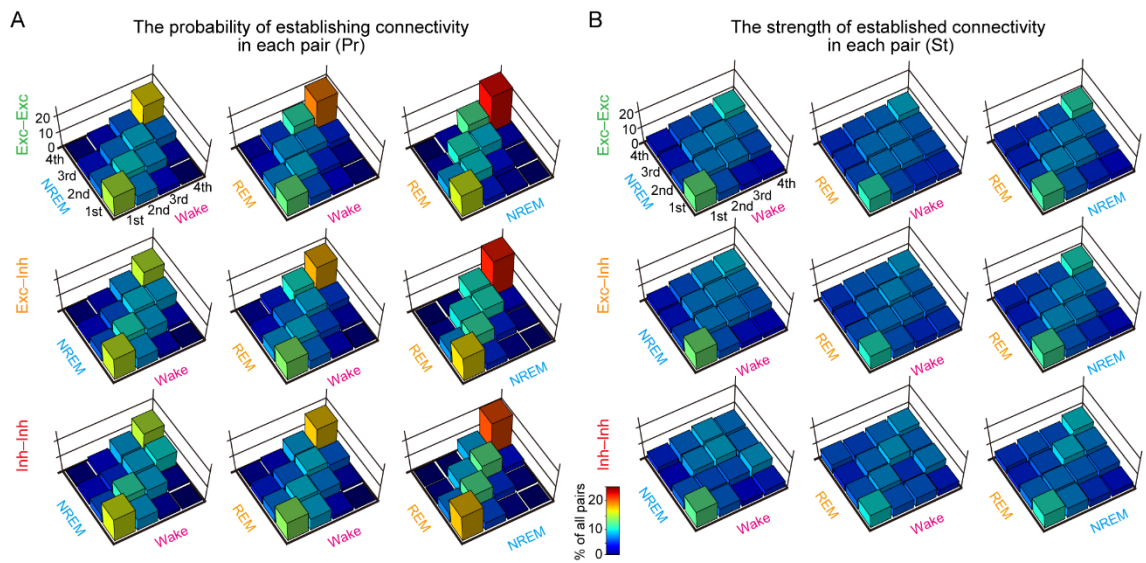 A
The probability of establishing connectivity
in each pair (Pr)
B
The strength of established connectivity
in each pair (St)
Exc–Exc
20
10
0
4th
3rd
2nd
1st
NREM
1st
2nd
3rd
4th
Wake
REM
Wake
REM
NREM
20
10
0
4th
3rd
2nd
1st
NREM
1st
2nd
3rd
4th
Wake
REM
Wake
REM
NREM
Exc–Inh
NREM
Wake
REM
Wake
REM
NREM
NREM
Wake
REM
Wake
REM
NREM
Inh–Inh
NREM
Wake
REM
Wake
REM
NREM
% of all pairs
20
10
0
NREM
Wake
REM
Wake
REM
NREM
Exc–Exc
Exc–Inh
Inh–Inh